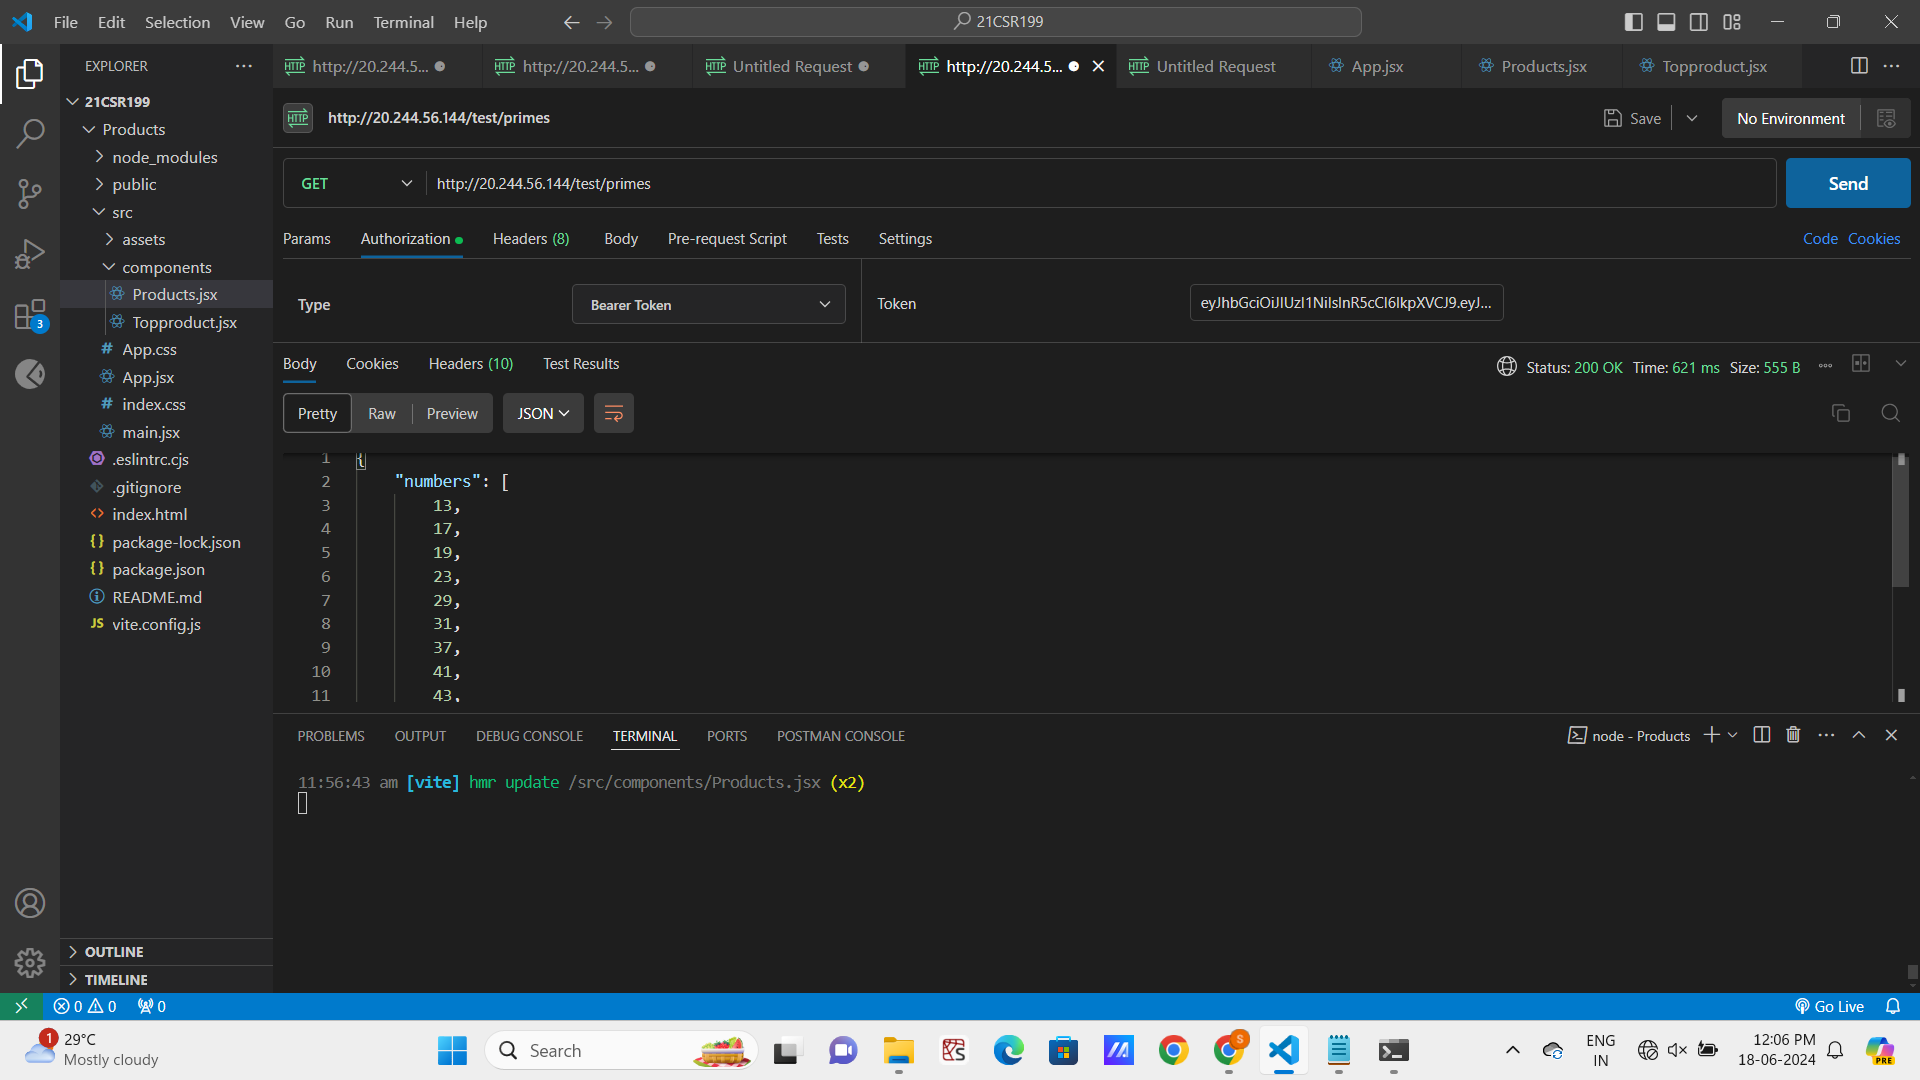 File Edit Selection View Go Run Terminal Help
21CSR199
EXPLORER
21CSR199
Products
node_modules
public
src
assets
components
Products.jsx
Topproduct.jsx
App.css
App.jsx
index.css
main.jsx
.eslintrc.cjs
.gitignore
index.html
package-lock.json
package.json
README.md
vite.config.js
OUTLINE
TIMELINE
3
HTTP http://20.244.5...
HTTP http://20.244.5...
HTTP Untitled Request
HTTP http://20.244.5...
HTTP Untitled Request
App.jsx
Products.jsx
Topproduct.jsx
HTTP http://20.244.56.144/test/primes
Save
No Environment
GET http://20.244.56.144/test/primes
Send
Params Authorization Headers (8) Body Pre-request Script Tests Settings
Code Cookies
Type Bearer Token
Token eyJhbGciOiJIUzI1NiIsInR5cCI6IkpXVCJ9.eyJ...
Body Cookies Headers (10) Test Results
Status: 200 OK Time: 621 ms Size: 555 B
Pretty Raw Preview JSON
1 {
2 "numbers": [
3 13,
4 17,
5 19,
6 23,
7 29,
8 31,
9 37,
10 41,
11 43,
PROBLEMS OUTPUT DEBUG CONSOLE TERMINAL PORTS POSTMAN CONSOLE
node - Products
11:56:43 am [vite] hmr update /src/components/Products.jsx (x2)
0 0 0
Go Live
1
29°C
Mostly cloudy
Search
S
ENG
IN
12:06 PM
18-06-2024
PRE